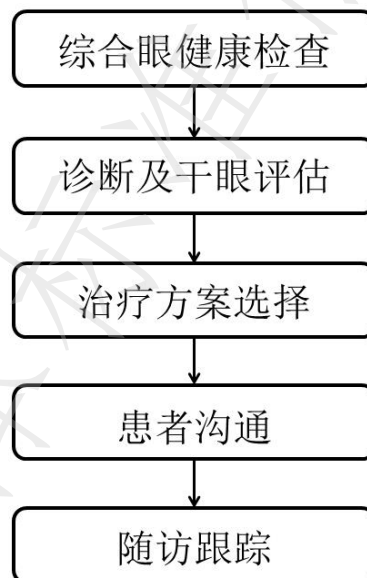 综合眼健康检查
诊断及干眼评估
治疗方案选择
患者沟通
随访跟踪